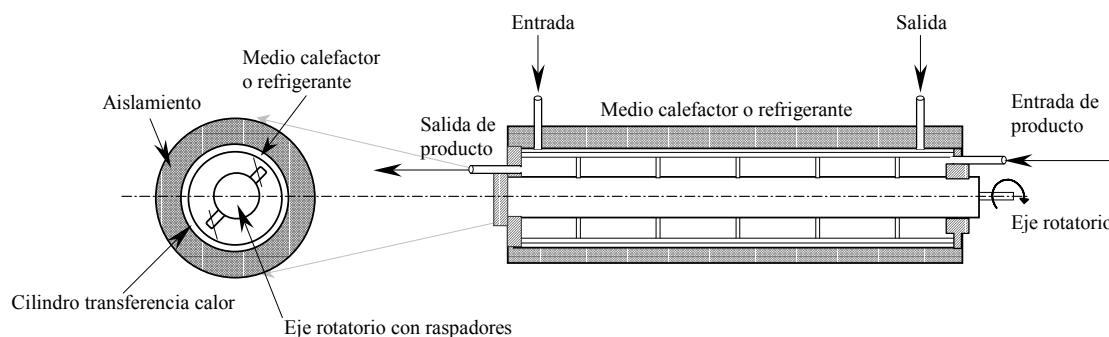 Entrada
Salida
Medio calefactor
o refrigerante
Aislamiento
Medio calefactor o refrigerante
Salida de
producto
Entrada de
producto
Eje rotatorio
Cilindro transferencia calor
Eje rotatorio con raspadores